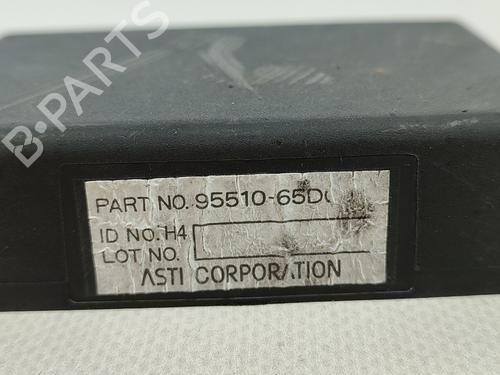 B-PARTS
PART NO. 95510-65D
ID NO. H4
LOT NO.
ASTI CORPORATION